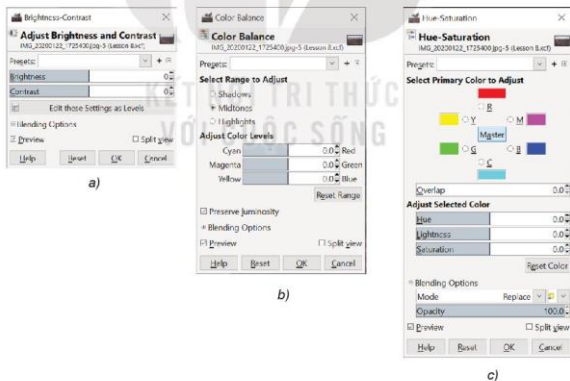 Brightness-Contrast
Adjust Brightness and Contrast
IMG_20200122_1725400.jpg-5 (Lesson 8.xcf)
Presets:
Brightness 0
Contrast 0
Edit these Settings as Levels
Blending Options
Preview Split view
Help Reset OK Cancel
a)
Color Balance
Color Balance
IMG_20200122_1725400.jpg-5 (Lesson 8.xcf)
Presets:
Select Range to Adjust
Shadows
Midtones
Highlights
Adjust Color Levels
Cyan 0.0 Red
Magenta 0.0 Green
Yellow 0.0 Blue
Reset Range
Preserve luminosity
Blending Options
Preview Split view
Help Reset OK Cancel
b)
Hue-Saturation
Hue-Saturation
IMG_20200122_1725400.jpg-5 (Lesson 8.xcf)
Presets:
Select Primary Color to Adjust
R
Y M
Master
G B
C
Overlap 0.0
Adjust Selected Color
Hue 0.0
Lightness 0.0
Saturation 0.0
Reset Color
Blending Options
Mode Replace
Opacity 100.0
Preview Split view
Help Reset OK Cancel
c)
KẾT NỐI TRI THỨC
VỚI CUỘC SỐNG